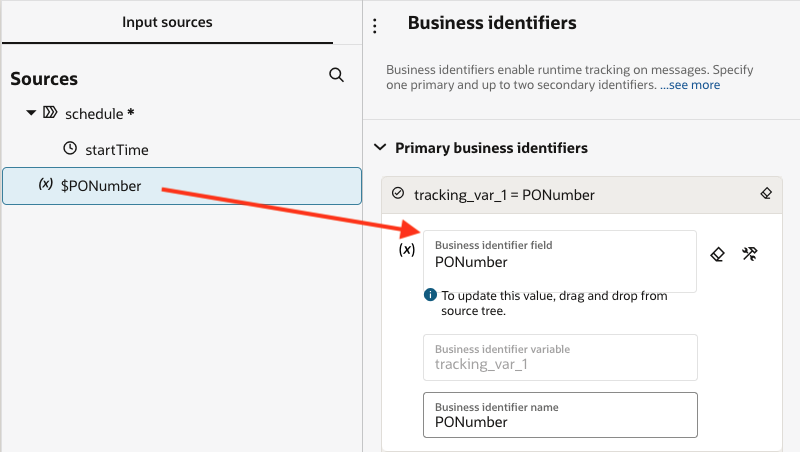 Input sources
Sources
schedule *
startTime
(x) $PONumber
Business identifiers
Business identifiers enable runtime tracking on messages. Specify
one primary and up to two secondary identifiers. ...see more
Primary business identifiers
tracking_var_1 = PONumber
(x)
Business identifier field
PONumber
To update this value, drag and drop from
source tree.
Business identifier variable
tracking_var_1
Business identifier name
PONumber